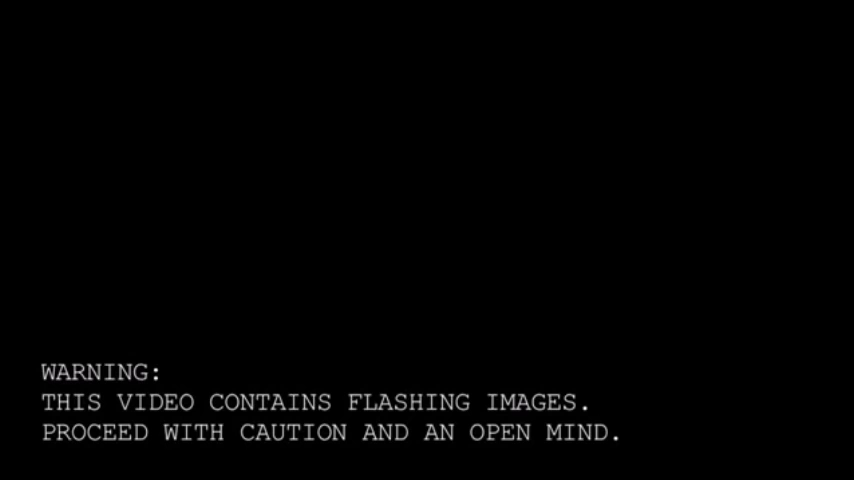 WARNING:
THIS VIDEO CONTAINS FLASHING IMAGES.
PROCEED WITH CAUTION AND AN OPEN MIND.